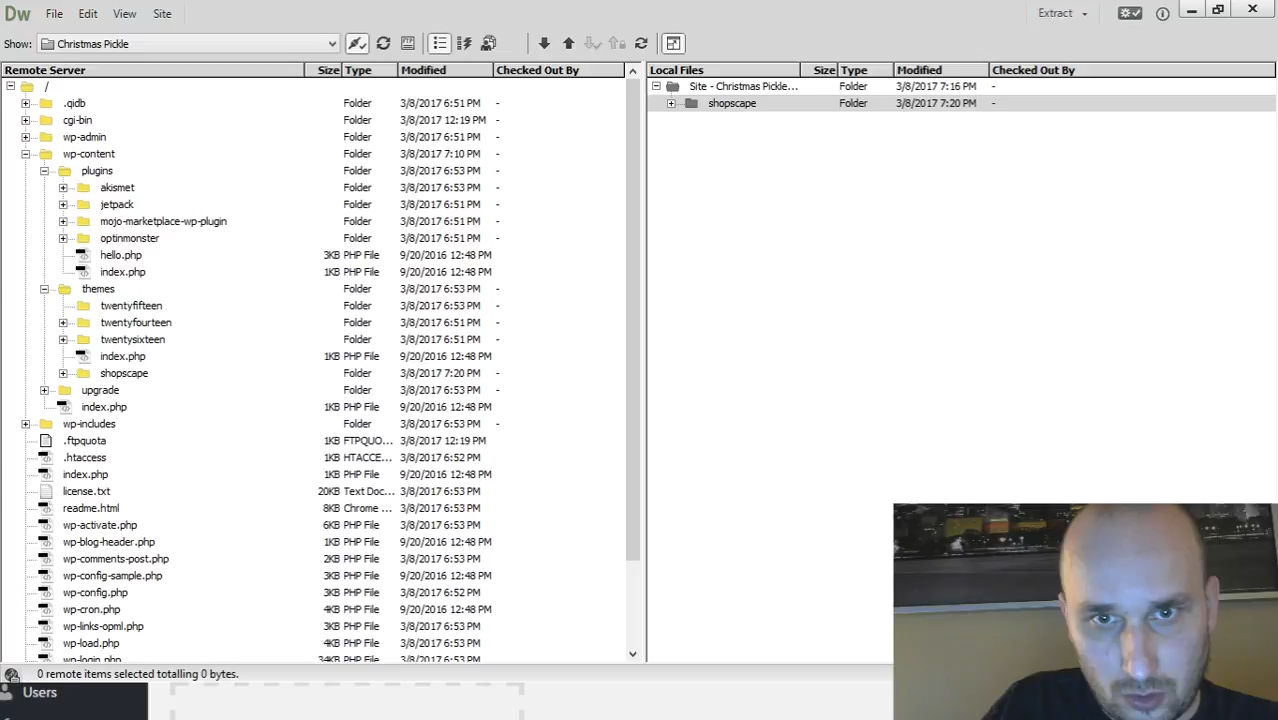 Dw File Edit View Site Extract
Show: Christmas Pickle
Remote Server Size Type Modified Checked Out By Local Files Size Type Modified Checked Out By
/ Site - Christmas Pickle... Folder 3/8/2017 7:16 PM -
.qidb Folder 3/8/2017 6:51 PM - shopscape Folder 3/8/2017 7:20 PM -
cgi-bin Folder 3/8/2017 12:19 PM -
wp-admin Folder 3/8/2017 6:51 PM -
wp-content Folder 3/8/2017 7:10 PM -
plugins Folder 3/8/2017 6:53 PM -
akismet Folder 3/8/2017 6:53 PM -
jetpack Folder 3/8/2017 6:51 PM -
mojo-marketplace-wp-plugin Folder 3/8/2017 6:51 PM -
optinmonster Folder 3/8/2017 6:51 PM -
hello.php 3KB PHP File 9/20/2016 12:48 PM
index.php 1KB PHP File 9/20/2016 12:48 PM
themes Folder 3/8/2017 6:53 PM -
twentyfifteen Folder 3/8/2017 6:53 PM -
twentyfourteen Folder 3/8/2017 6:51 PM -
twentysixteen Folder 3/8/2017 6:51 PM -
index.php 1KB PHP File 9/20/2016 12:48 PM
shopscape Folder 3/8/2017 7:20 PM -
upgrade Folder 3/8/2017 6:53 PM -
index.php 1KB PHP File 9/20/2016 12:48 PM
wp-includes Folder 3/8/2017 6:53 PM -
.ftpquota 1KB FTPQUO... 3/8/2017 12:19 PM
.htaccess 1KB HTACCE... 3/8/2017 6:52 PM
index.php 1KB PHP File 9/20/2016 12:48 PM
license.txt 20KB Text Doc... 3/8/2017 6:53 PM
readme.html 8KB Chrome ... 3/8/2017 6:53 PM
wp-activate.php 6KB PHP File 3/8/2017 6:53 PM
wp-blog-header.php 1KB PHP File 9/20/2016 12:48 PM
wp-comments-post.php 2KB PHP File 3/8/2017 6:53 PM
wp-config-sample.php 3KB PHP File 9/20/2016 12:48 PM
wp-config.php 3KB PHP File 3/8/2017 6:52 PM
wp-cron.php 4KB PHP File 9/20/2016 12:48 PM
wp-links-opml.php 3KB PHP File 3/8/2017 6:53 PM
wp-load.php 4KB PHP File 3/8/2017 6:53 PM
wp-login.php 34KB PHP File 3/8/2017 6:53 PM
0 remote items selected totalling 0 bytes.
Users